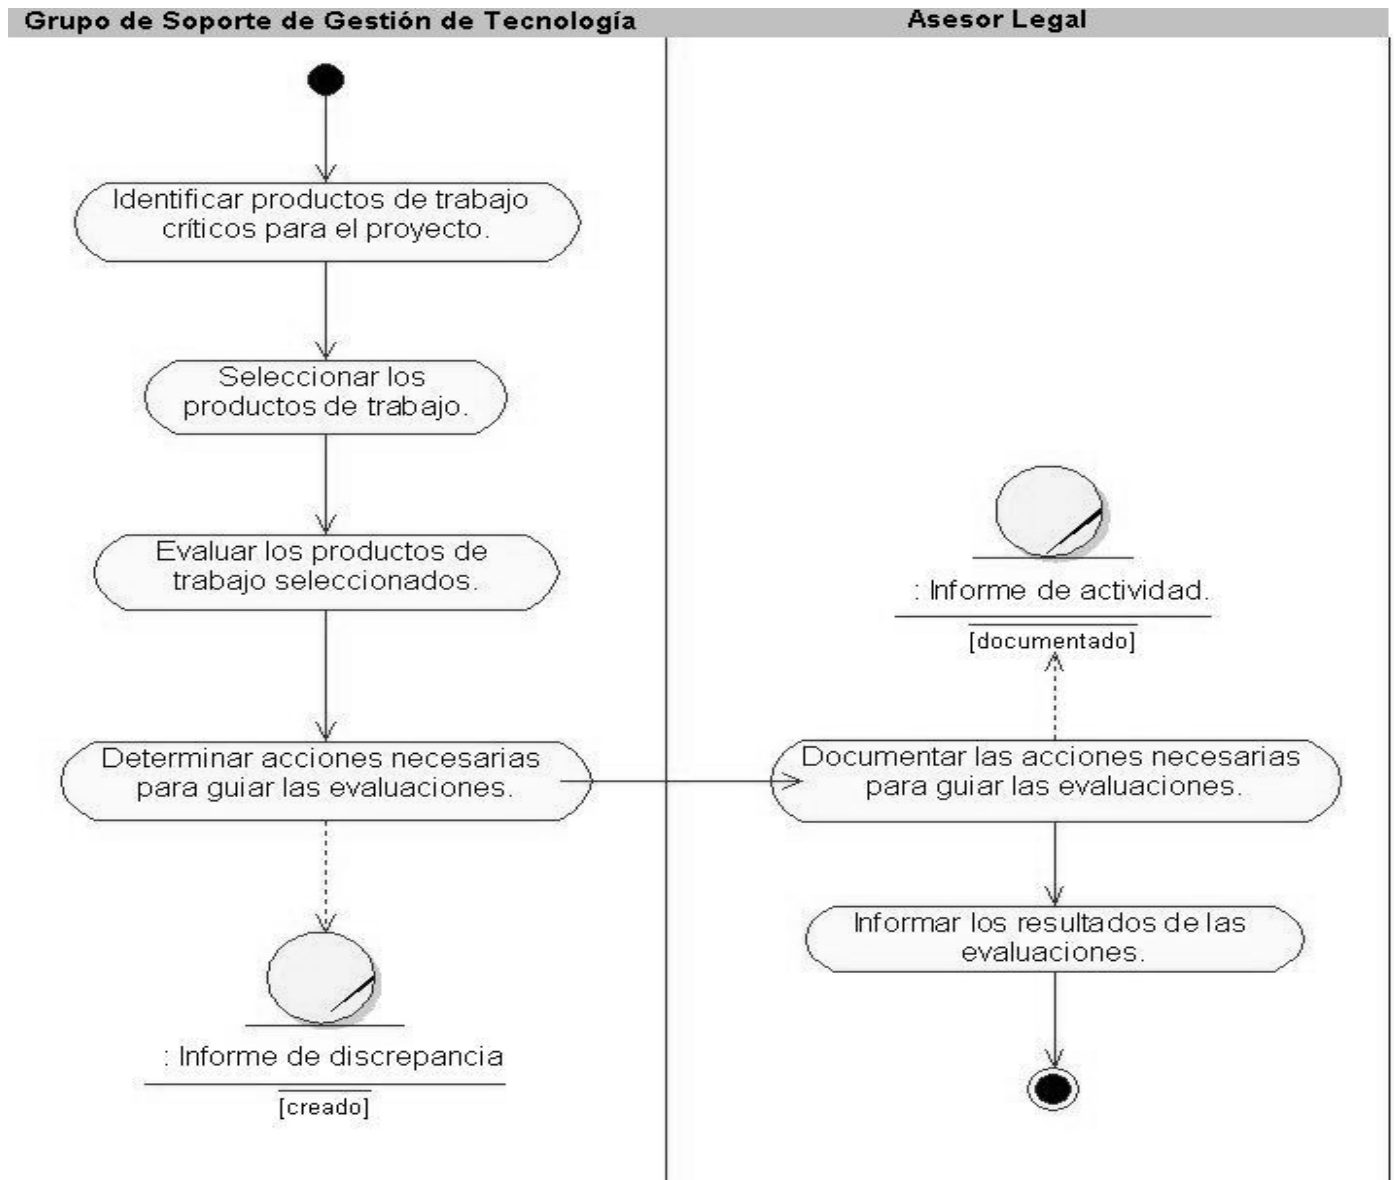 Grupo de Soporte de Gestión de Tecnología
Asesor Legal
Identificar productos de trabajo
críticos para el proyecto.
Seleccionar los
productos de trabajo.
Evaluar los productos de
trabajo seleccionados.
Determinar acciones necesarias
para guiar las evaluaciones.
: Informe de discrepancia
[creado]
: Informe de actividad.
[documentado]
Documentar las acciones necesarias
para guiar las evaluaciones.
Informar los resultados de las
evaluaciones.